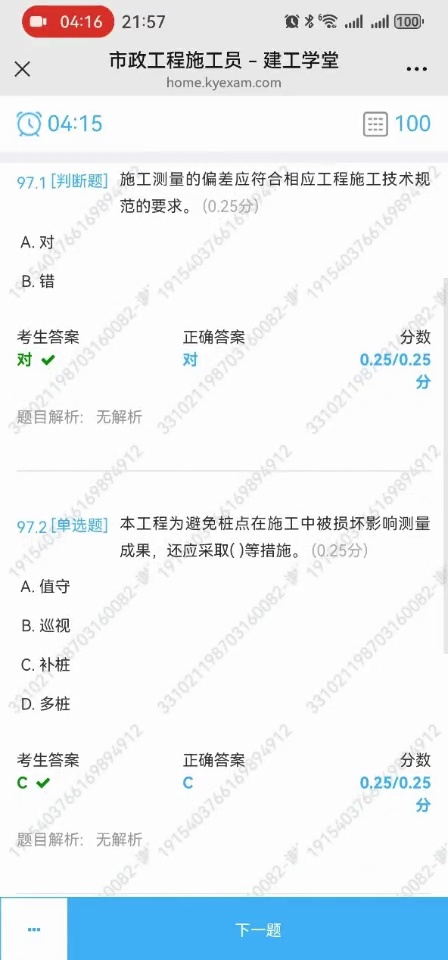 04:16 21:57 100
市政工程施工员 – 建工学堂
home.kyexam.com
04:15 100
97.1 [判断题] 施工测量的偏差应符合相应工程施工技术规
范的要求。(0.25分)
A. 对
B. 错
考生答案 正确答案 分数
对 对 0.25/0.25
分
题目解析: 无解析
97.2 [单选题] 本工程为避免桩点在施工中被损坏影响测量
成果，还应采取( )等措施。(0.25分)
A. 值守
B. 巡视
C. 补桩
D. 多桩
考生答案 正确答案 分数
C C 0.25/0.25
分
题目解析: 无解析
下一题